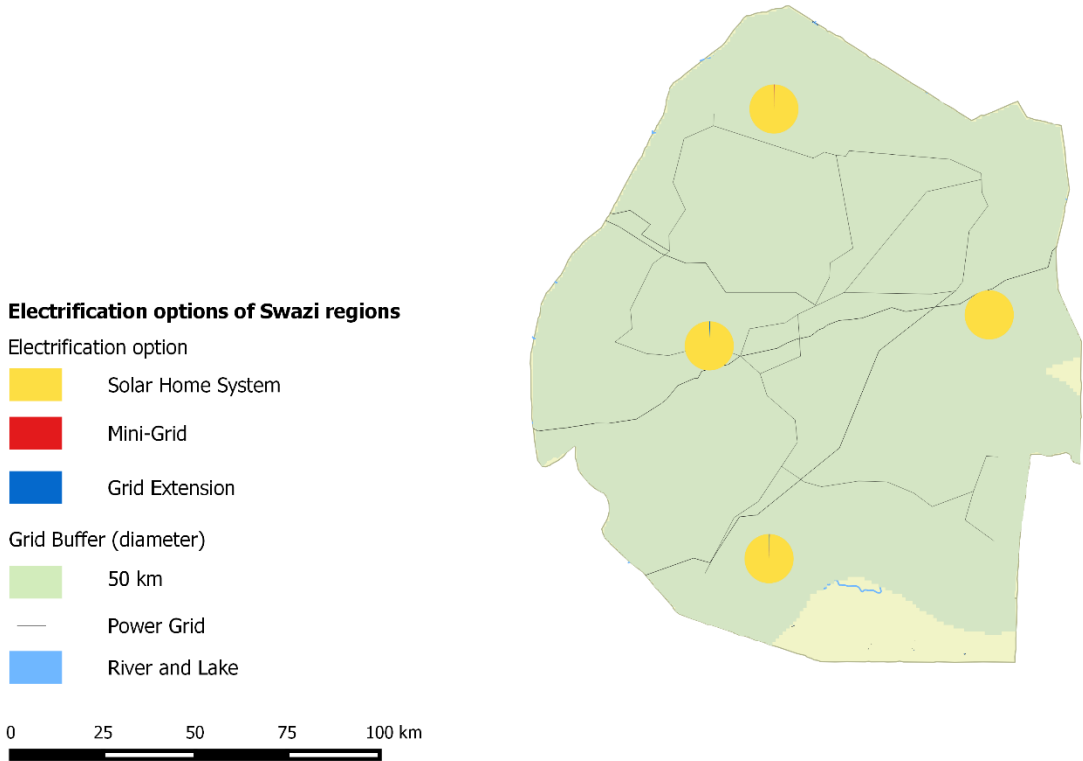 Electrification options of Swazi regions
Electrification option
Solar Home System
Mini-Grid
Grid Extension
Grid Buffer (diameter)
50 km
Power Grid
River and Lake
0 25 50 75 100 km